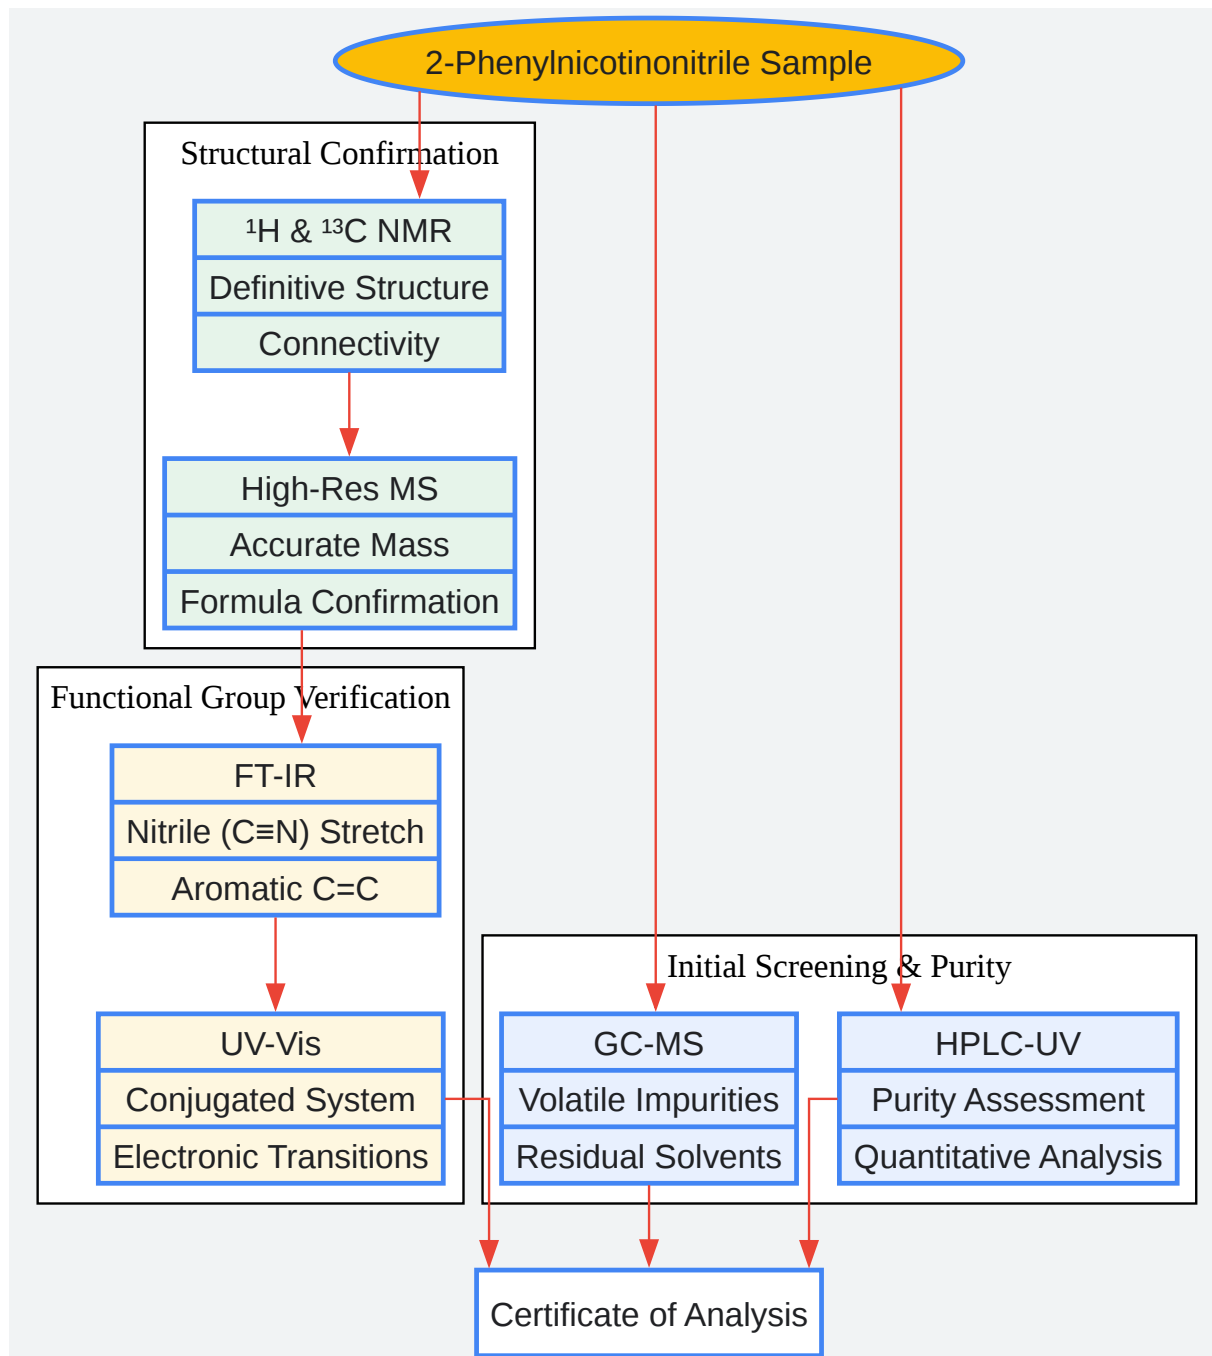 2-Phenylnicotinonitrile Sample
Structural Confirmation
¹H & ¹³C NMR
Definitive Structure
Connectivity
High-Res MS
Accurate Mass
Formula Confirmation
Functional Group Verification
FT-IR
Nitrile (C≡N) Stretch
Aromatic C=C
UV-Vis
Conjugated System
Electronic Transitions
Initial Screening & Purity
GC-MS
Volatile Impurities
Residual Solvents
HPLC-UV
Purity Assessment
Quantitative Analysis
Certificate of Analysis